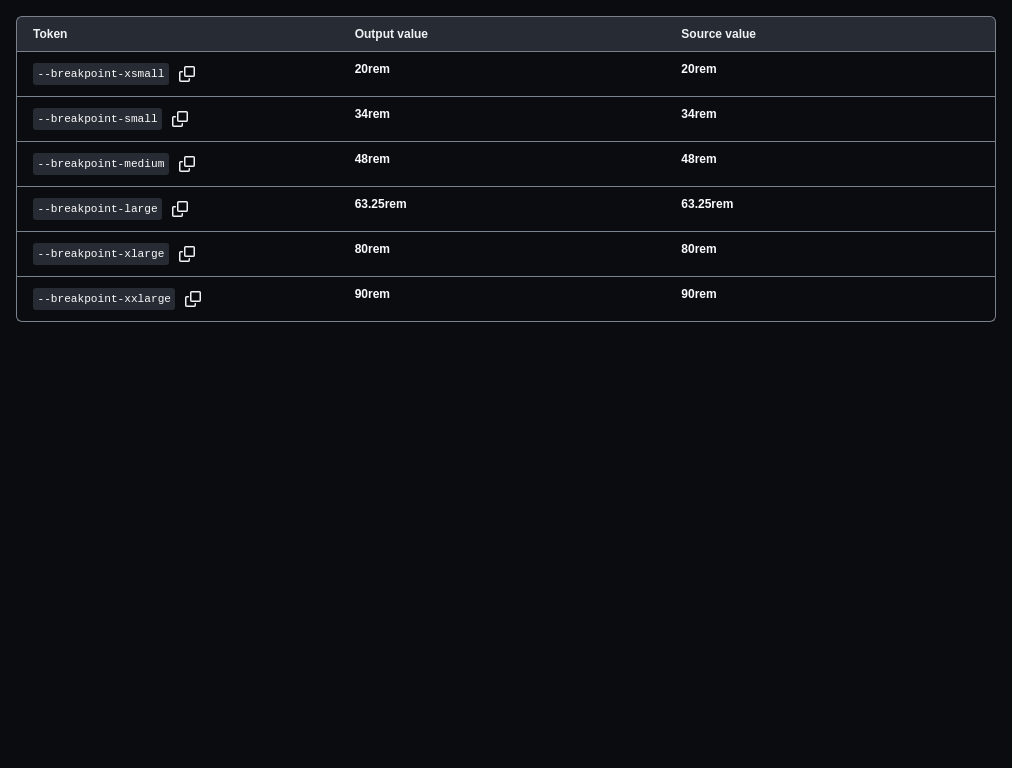 Token Output value Source value
--breakpoint-xsmall 20rem 20rem
--breakpoint-small 34rem 34rem
--breakpoint-medium 48rem 48rem
--breakpoint-large 63.25rem 63.25rem
--breakpoint-xlarge 80rem 80rem
--breakpoint-xxlarge 90rem 90rem